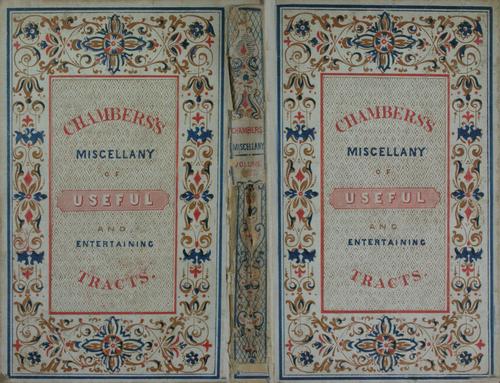 CHAMBERS'S
MISCELLANY
OF
USEFUL
AND
ENTERTAINING
TRACTS.
CHAMBERS'S
MISCELLANY
VOLUME
CHAMBERS'S
MISCELLANY
OF
USEFUL
AND
ENTERTAINING
TRACTS.